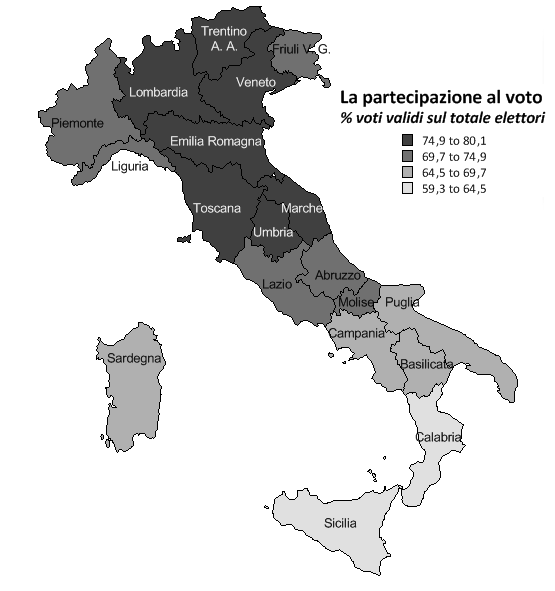 Trentino
A. A.
Friuli V. G.
Lombardia
Veneto
La partecipazione al voto
% voti validi sul totale elettori
74,9 to 80,1
69,7 to 74,9
64,5 to 69,7
59,3 to 64,5
Piemonte
Emilia Romagna
Liguria
Toscana
Marche
Umbria
Lazio
Abruzzo
Molise
Puglia
Campania
Sardegna
Basilicata
Calabria
Sicilia